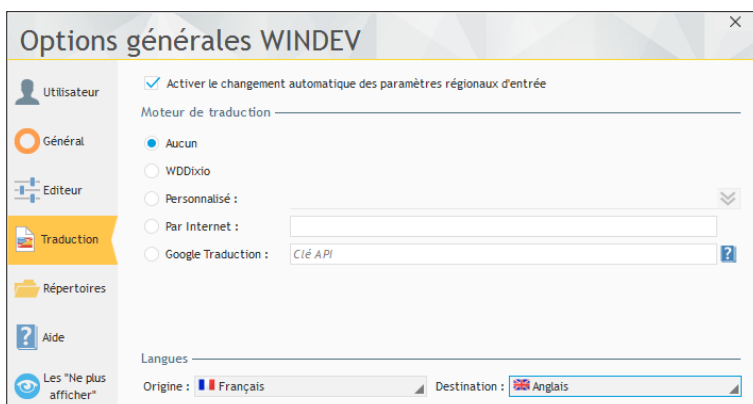 Options générales WINDEV
Utilisateur
Général
Editeur
Traduction
Répertoires
Aide
Les "Ne plus
afficher"
Activer le changement automatique des paramètres régionaux d'entrée
Moteur de traduction
Aucun
WDDixio
Personnalisé :
Par Internet :
Google Traduction : Clé API ?
Langues
Origine : Français Destination : Anglais